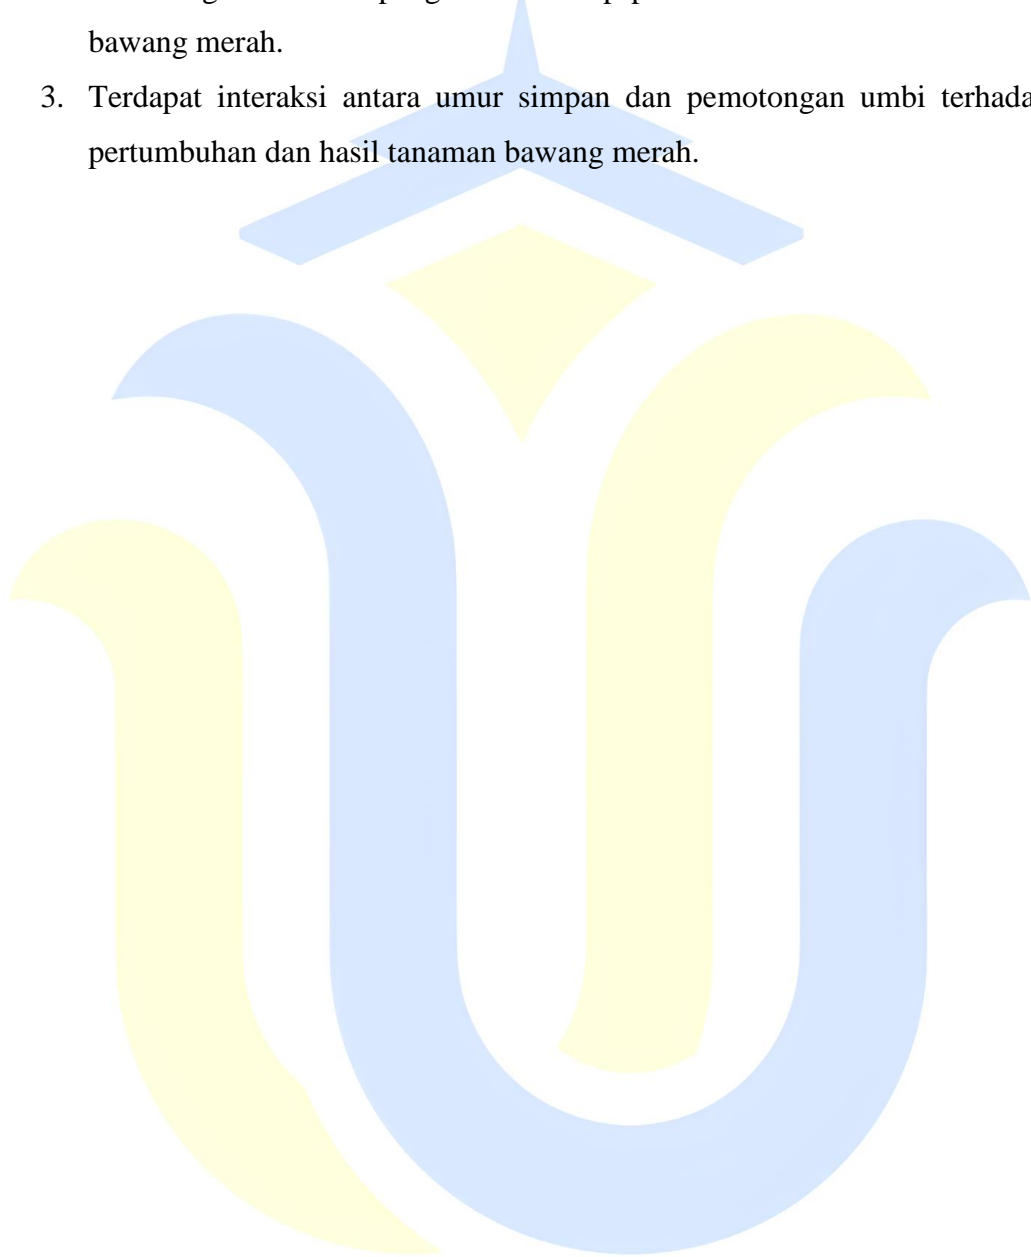 bawang merah.
3. Terdapat interaksi antara umur simpan dan pemotongan umbi terhada
pertumbuhan dan hasil tanaman bawang merah.